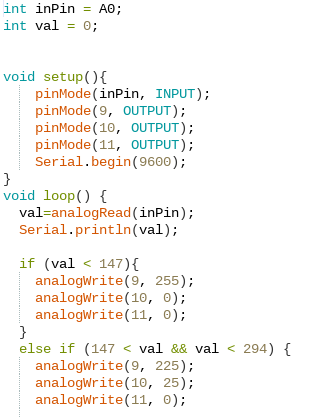 int inPin = A0;
int val = 0;
void setup(){
pinMode(inPin, INPUT);
pinMode(9, OUTPUT);
pinMode(10, OUTPUT);
pinMode(11, OUTPUT);
Serial.begin(9600);
}
void loop() {
val=analogRead(inPin);
Serial.println(val);
if (val < 147){
analogWrite(9, 255);
analogWrite(10, 0);
analogWrite(11, 0);
}
else if (147 < val && val < 294) {
analogWrite(9, 225);
analogWrite(10, 25);
analogWrite(11, 0);